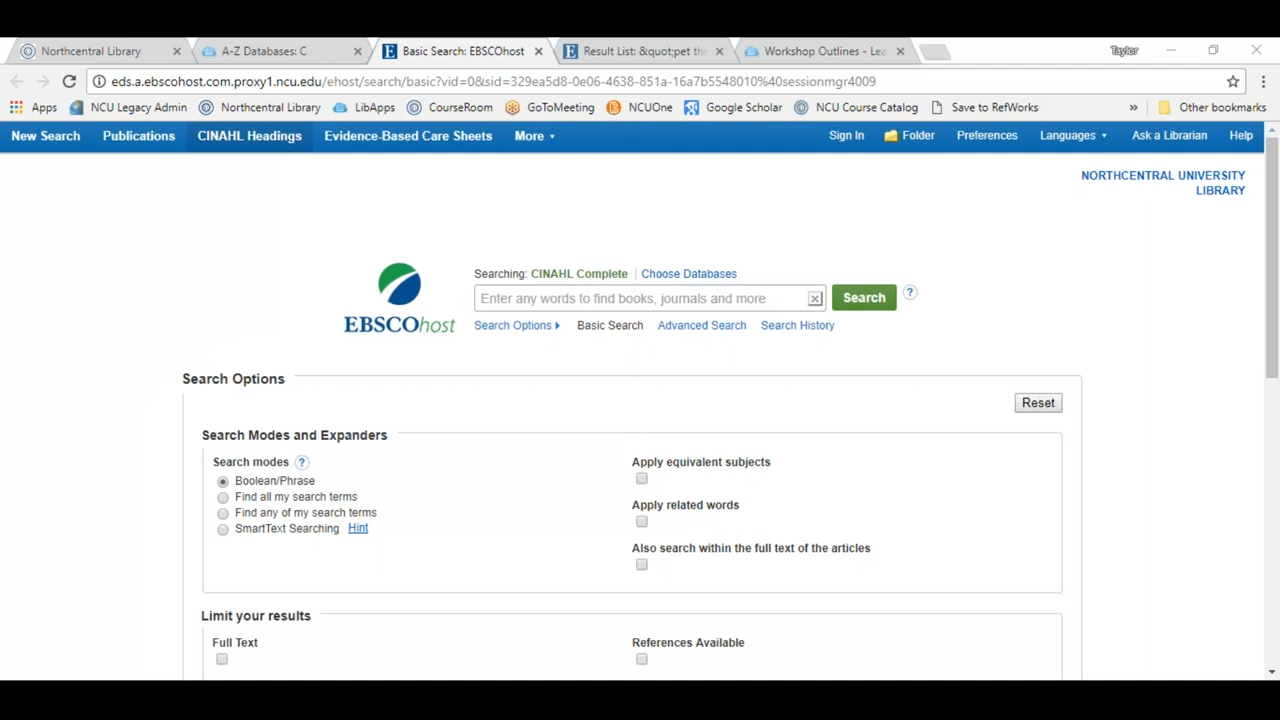 Northcentral Library
A-Z Databases: C
Basic Search: EBSCOhost
Result List: &quot;pet the
Workshop Outlines - Lea
Taylor
eds.a.ebscohost.com.proxy1.ncu.edu/ehost/search/basic?vid=0&sid=329ea5d8-0e06-4638-851a-16a7b5548010%40sessionmgr4009
Apps NCU Legacy Admin Northcentral Library LibApps CourseRoom GoToMeeting NCUOne Google Scholar NCU Course Catalog Save to RefWorks » Other bookmarks
New Search Publications CINAHL Headings Evidence-Based Care Sheets More Sign In Folder Preferences Languages Ask a Librarian Help
NORTHCENTRAL UNIVERSITY
LIBRARY
Searching: CINAHL Complete | Choose Databases
Enter any words to find books, journals and more
Search
?
EBSCOhost
Search Options Basic Search Advanced Search Search History
Search Options
Reset
Search Modes and Expanders
Search modes ?
Boolean/Phrase
Find all my search terms
Find any of my search terms
SmartText Searching Hint
Apply equivalent subjects
Apply related words
Also search within the full text of the articles
Limit your results
Full Text
References Available